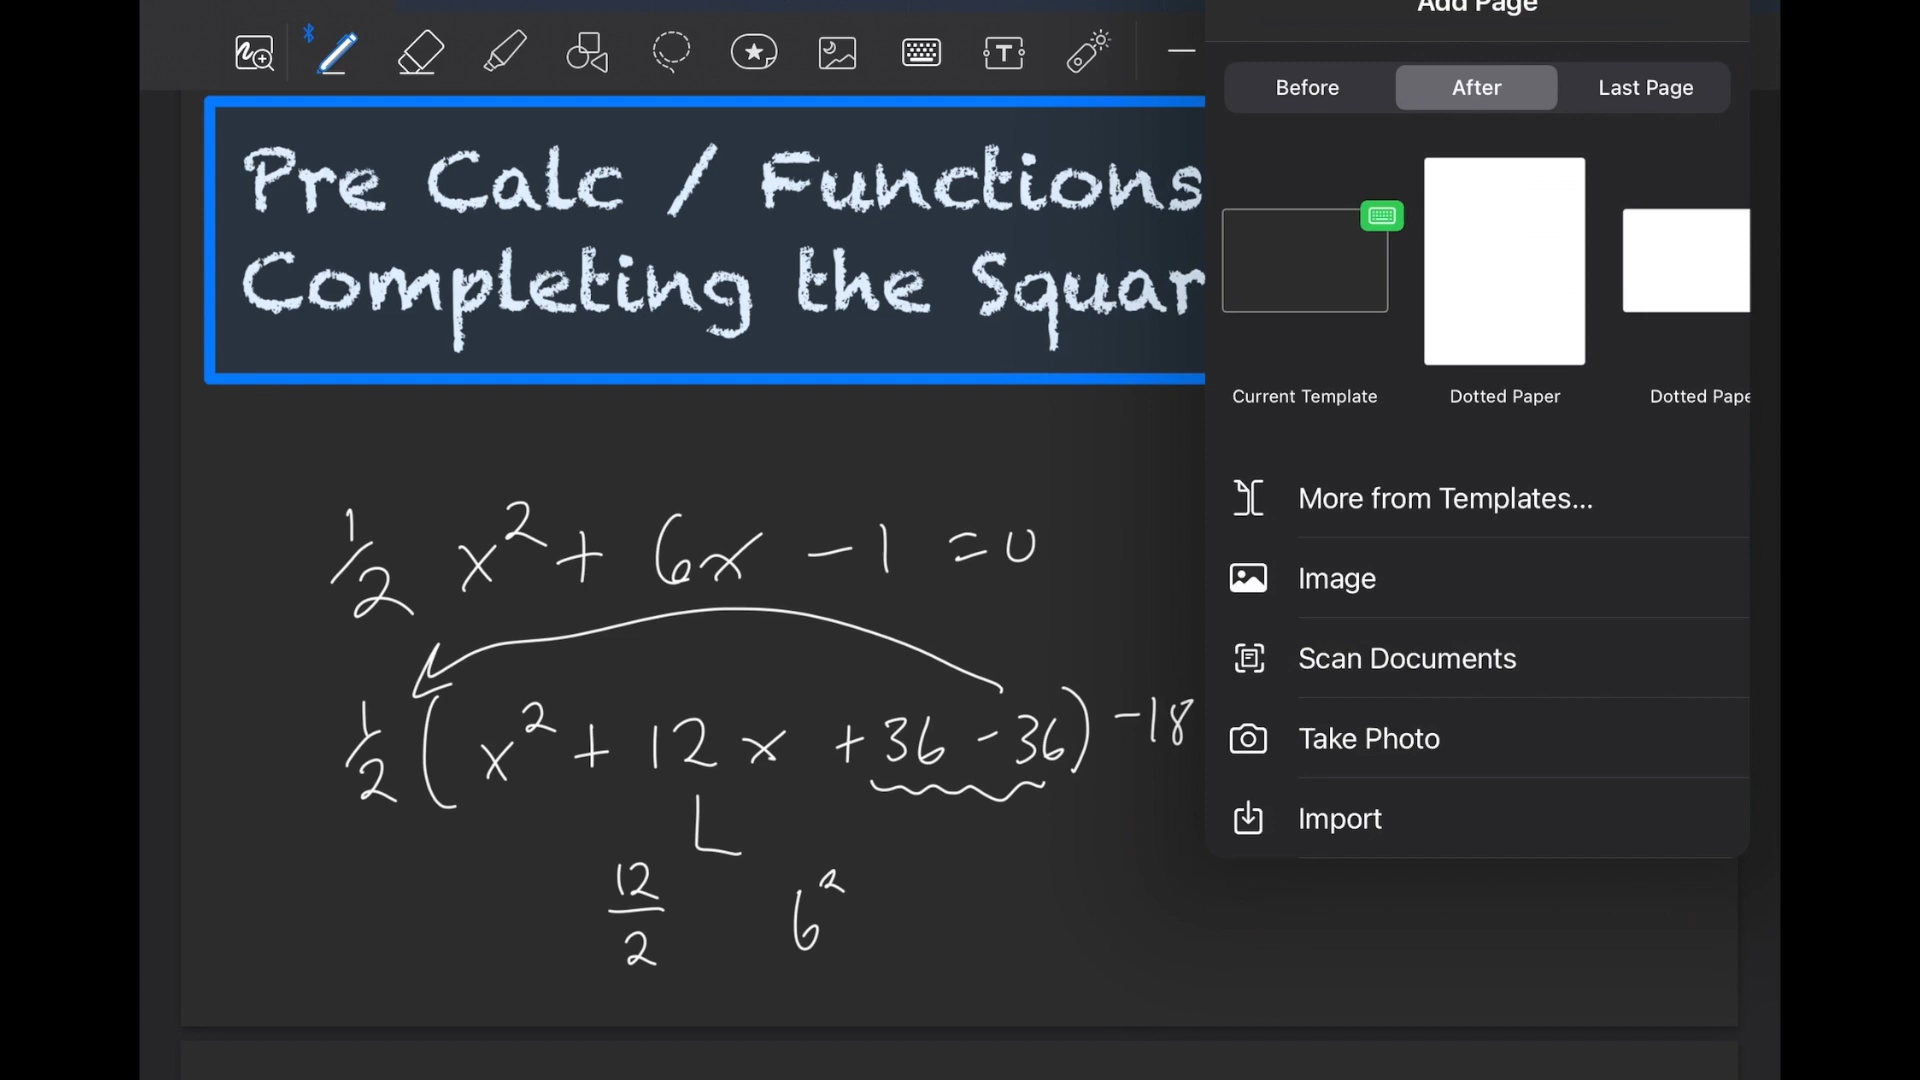 Add Page
Before After Last Page
Pre Calc / Functions
Completing the Squar
Current Template
Dotted Paper
Dotted Pape
More from Templates...
Image
Scan Documents
Take Photo
Import
1/2 x² + 6x - 1 = 0
1/2 ( x² + 12x + 36 - 36) - 18
12/2 6²